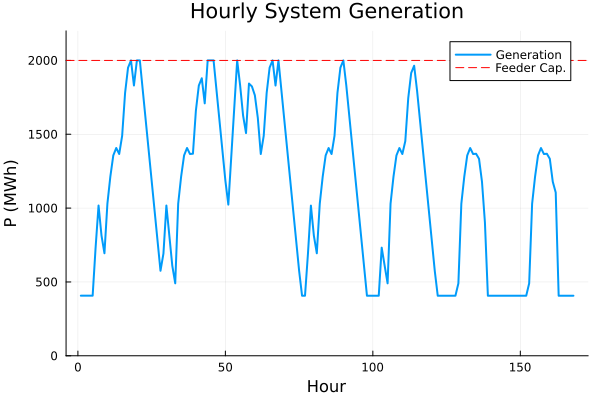 Hourly System Generation
Generation
Feeder Cap.
P (MWh)
2000
1500
1000
500
0
0 50 100 150
Hour